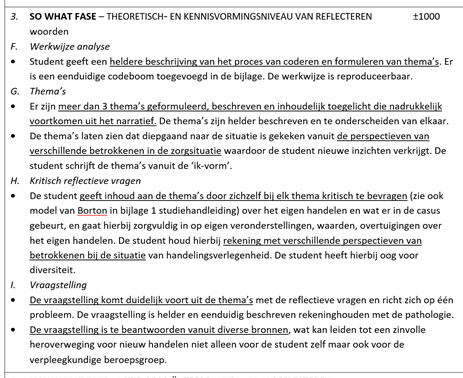 3. SO WHAT FASE – THEORETISCH- EN KENNISVORMINGSNIVEAU VAN REFLECTEREN ±1000
woorden
F. Werkwijze analyse
• Student geeft een heldere beschrijving van het proces van coderen en formuleren van thema's. Er
is een eenduidige codeboom toegevoegd in de bijlage. De werkwijze is reproduceerbaar.
G. Thema's
• Er zijn meer dan 3 thema's geformuleerd, beschreven en inhoudelijk toegelicht die nadrukkelijk
voortkomen uit het narratief. De thema's zijn helder beschreven en te onderscheiden van elkaar.
• De thema's laten zien dat diepgaand naar de situatie is gekeken vanuit de perspectieven van
verschillende betrokkenen in de zorgsituatie waardoor de student nieuwe inzichten verkrijgt. De
student schrijft de thema's vanuit de 'ik-vorm'.
H. Kritisch reflectieve vragen
• De student geeft inhoud aan de thema's door zichzelf bij elk thema kritisch te bevragen (zie ook
model van Borton in bijlage 1 studiehandleiding) over het eigen handelen en wat er in de casus
gebeurt, en gaat hierbij zorgvuldig in op eigen veronderstellingen, waarden, overtuigingen over
het eigen handelen. De student houd hierbij rekening met verschillende perspectieven van
betrokkenen bij de situatie van handelingsverlegenheid. De student heeft hierbij oog voor
diversiteit.
I. Vraagstelling
• De vraagstelling komt duidelijk voort uit de thema's met de reflectieve vragen en richt zich op één
probleem. De vraagstelling is helder en eenduidig beschreven rekeninghouden met de pathologie.
• De vraagstelling is te beantwoorden vanuit diverse bronnen, wat kan leiden tot een zinvolle
heroverweging voor nieuw handelen niet alleen voor de student zelf maar ook voor de
verpleegkundige beroepsgroep.